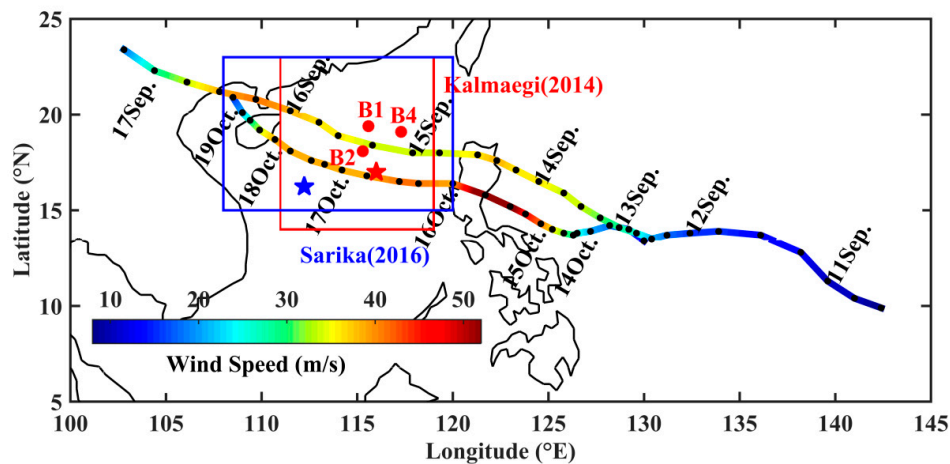 25
20
15
10
5
Latitude (°N)
100
105
110
115
120
125
130
135
140
145
Longitude (°E)
Kalmaegi(2014)
B1
B4
B2
Sarika(2016)
17Sep.
16Sep.
15Sep.
14Sep.
13Sep.
12Sep.
11Sep.
19Oct.
18Oct.
17Oct.
16Oct.
15Oct.
14Oct.
10
20
30
40
50
Wind Speed (m/s)